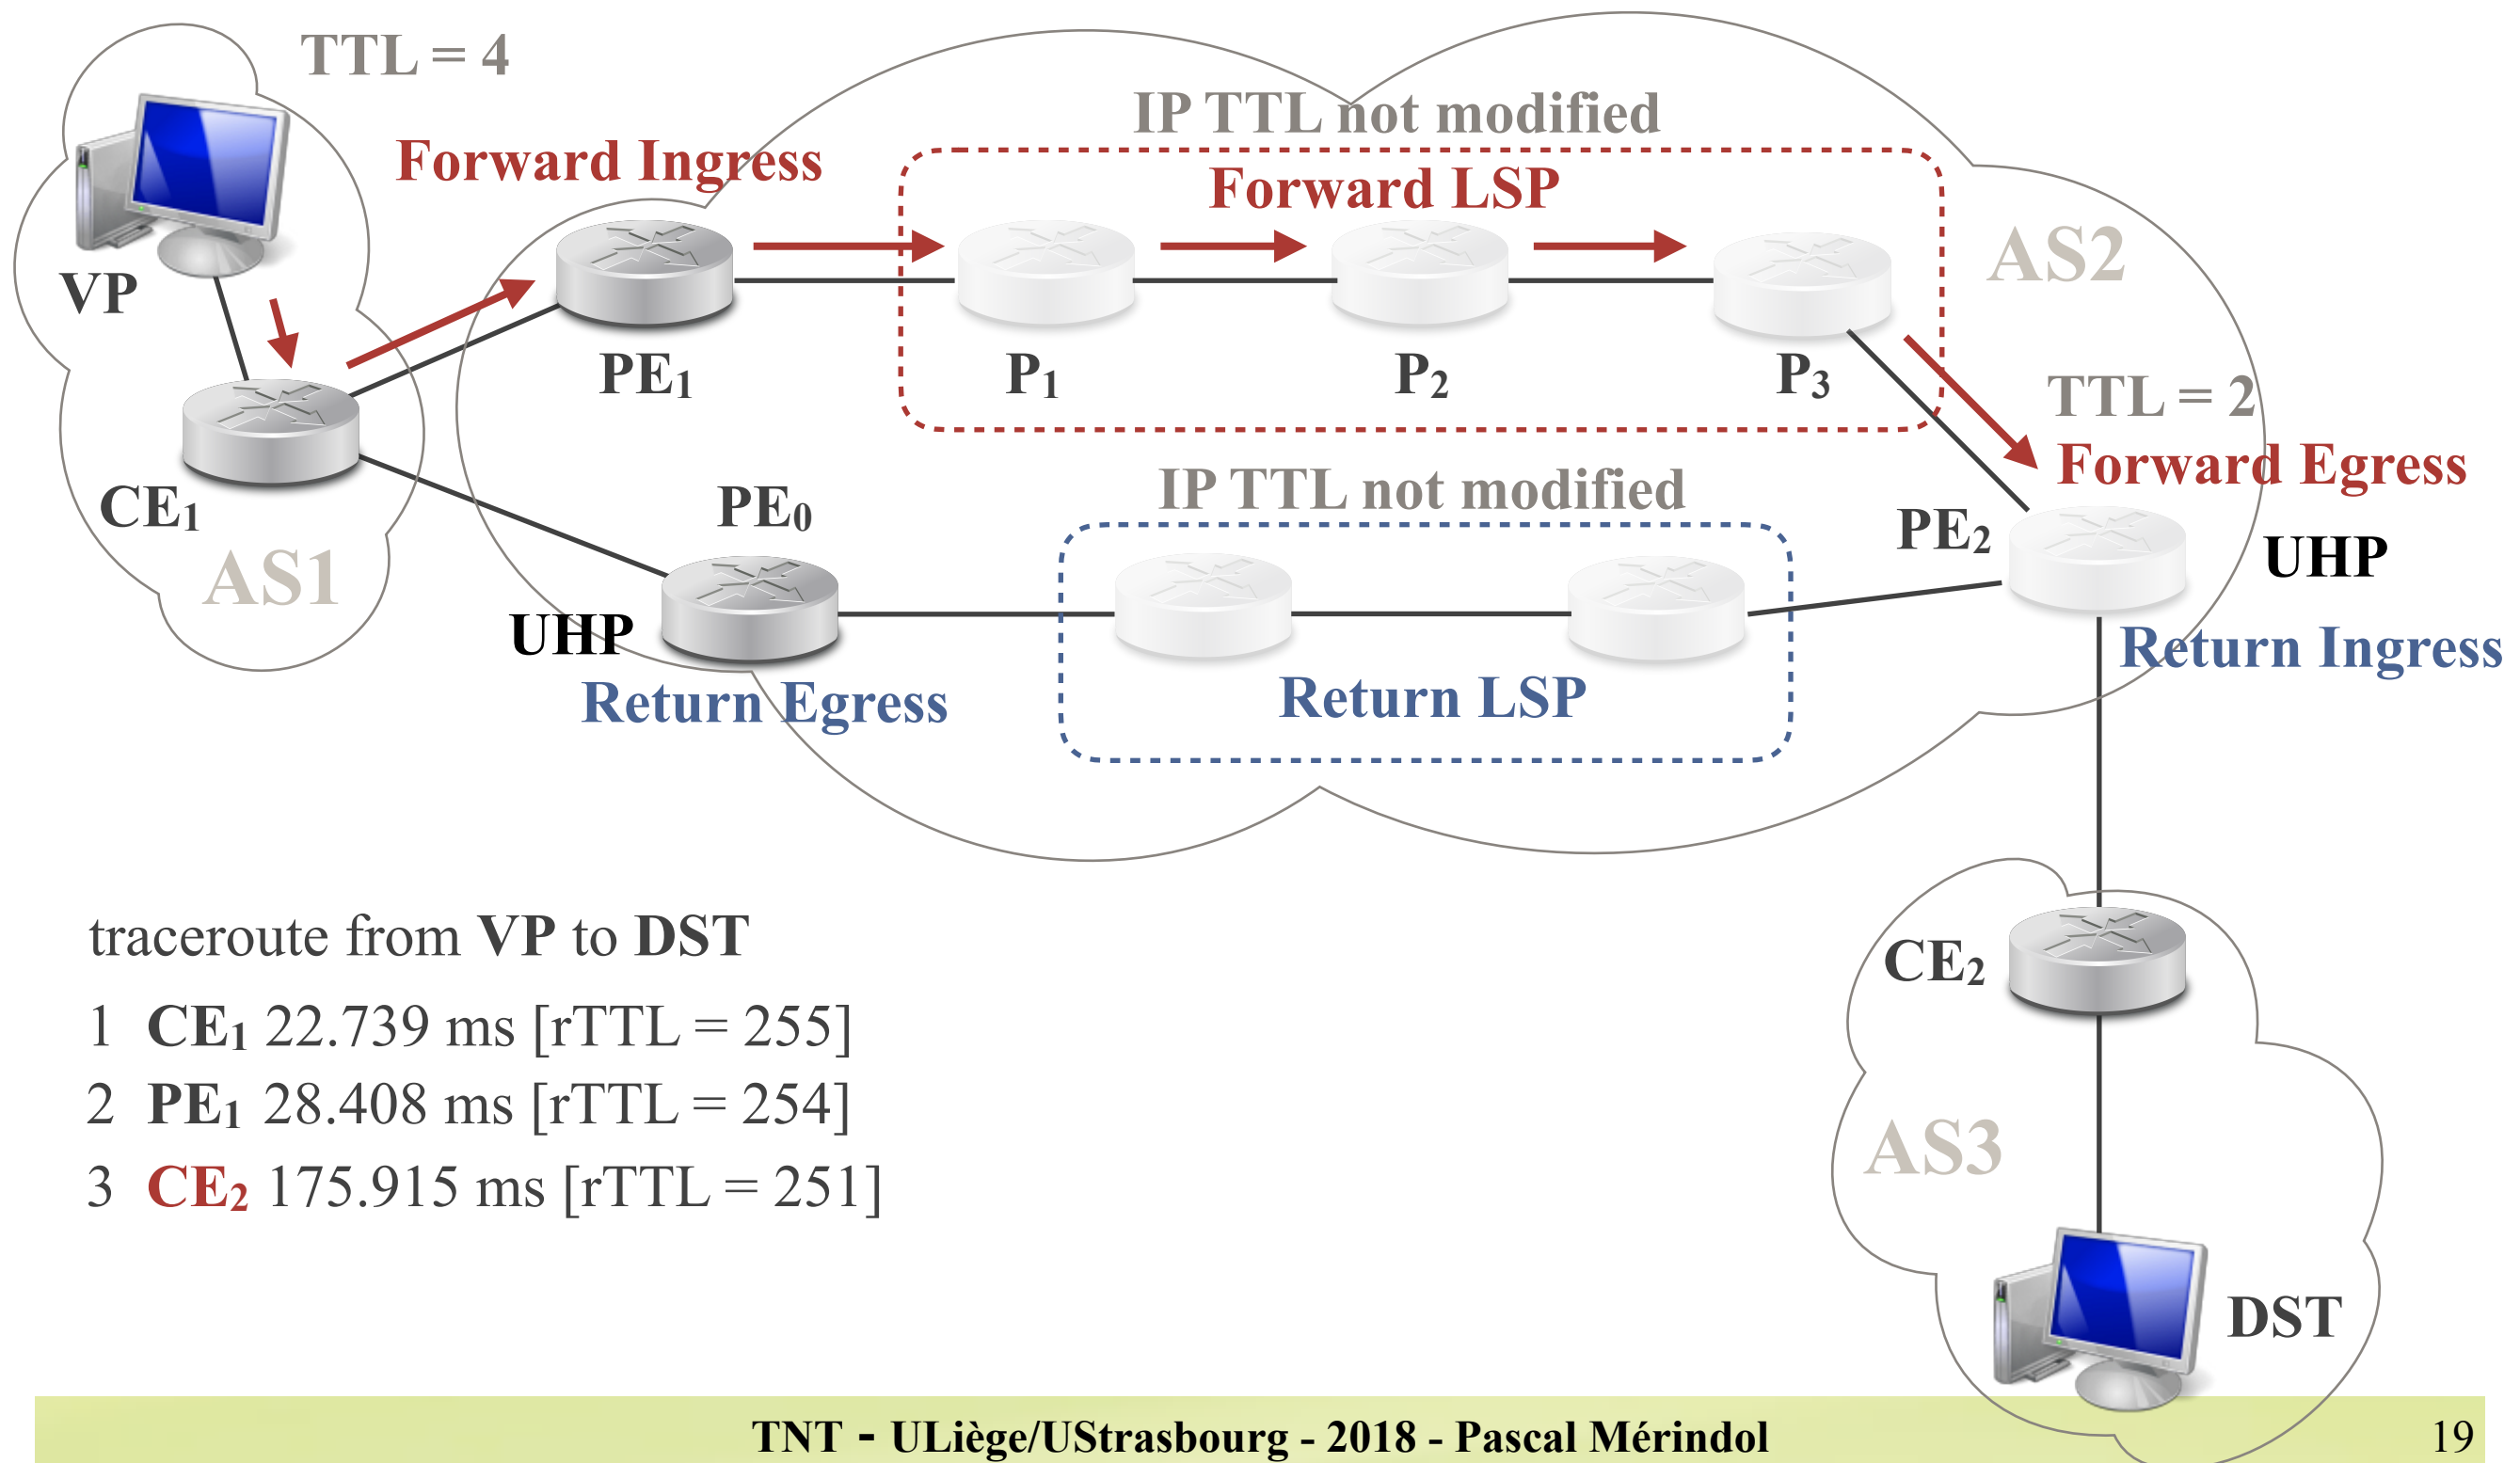 TTL = 4
IP TTL not modified
Forward Ingress
Forward LSP
AS2
VP
PE₁
P₁
P₂
P₃
TTL = 2
Forward Egress
IP TTL not modified
CE₁
PE₀
PE₂
UHP
AS1
UHP
Return Ingress
Return Egress
Return LSP
traceroute from VP to DST
CE₂
1 CE₁ 22.739 ms [rTTL = 255]
2 PE₁ 28.408 ms [rTTL = 254]
AS3
3 CE₂ 175.915 ms [rTTL = 251]
DST
TNT - ULiège/UStrasbourg - 2018 - Pascal Mérindol
19